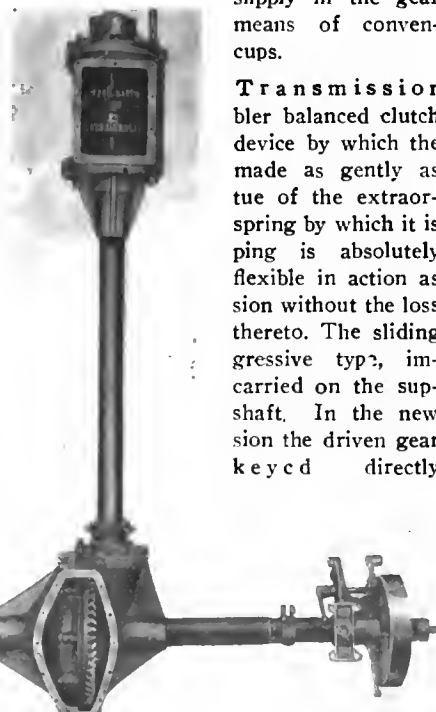 supply in the gear
means of conven-
cups.
Transmission
bler balanced clutch
device by which the
made as gently as
tue of the extraor-
spring by which it is
ping is absolutely
flexible in action as
sion without the loss
thereto. The sliding
gressive type, im-
carried on the sup-
shaft. In the new
sion the driven gear
keycd directly